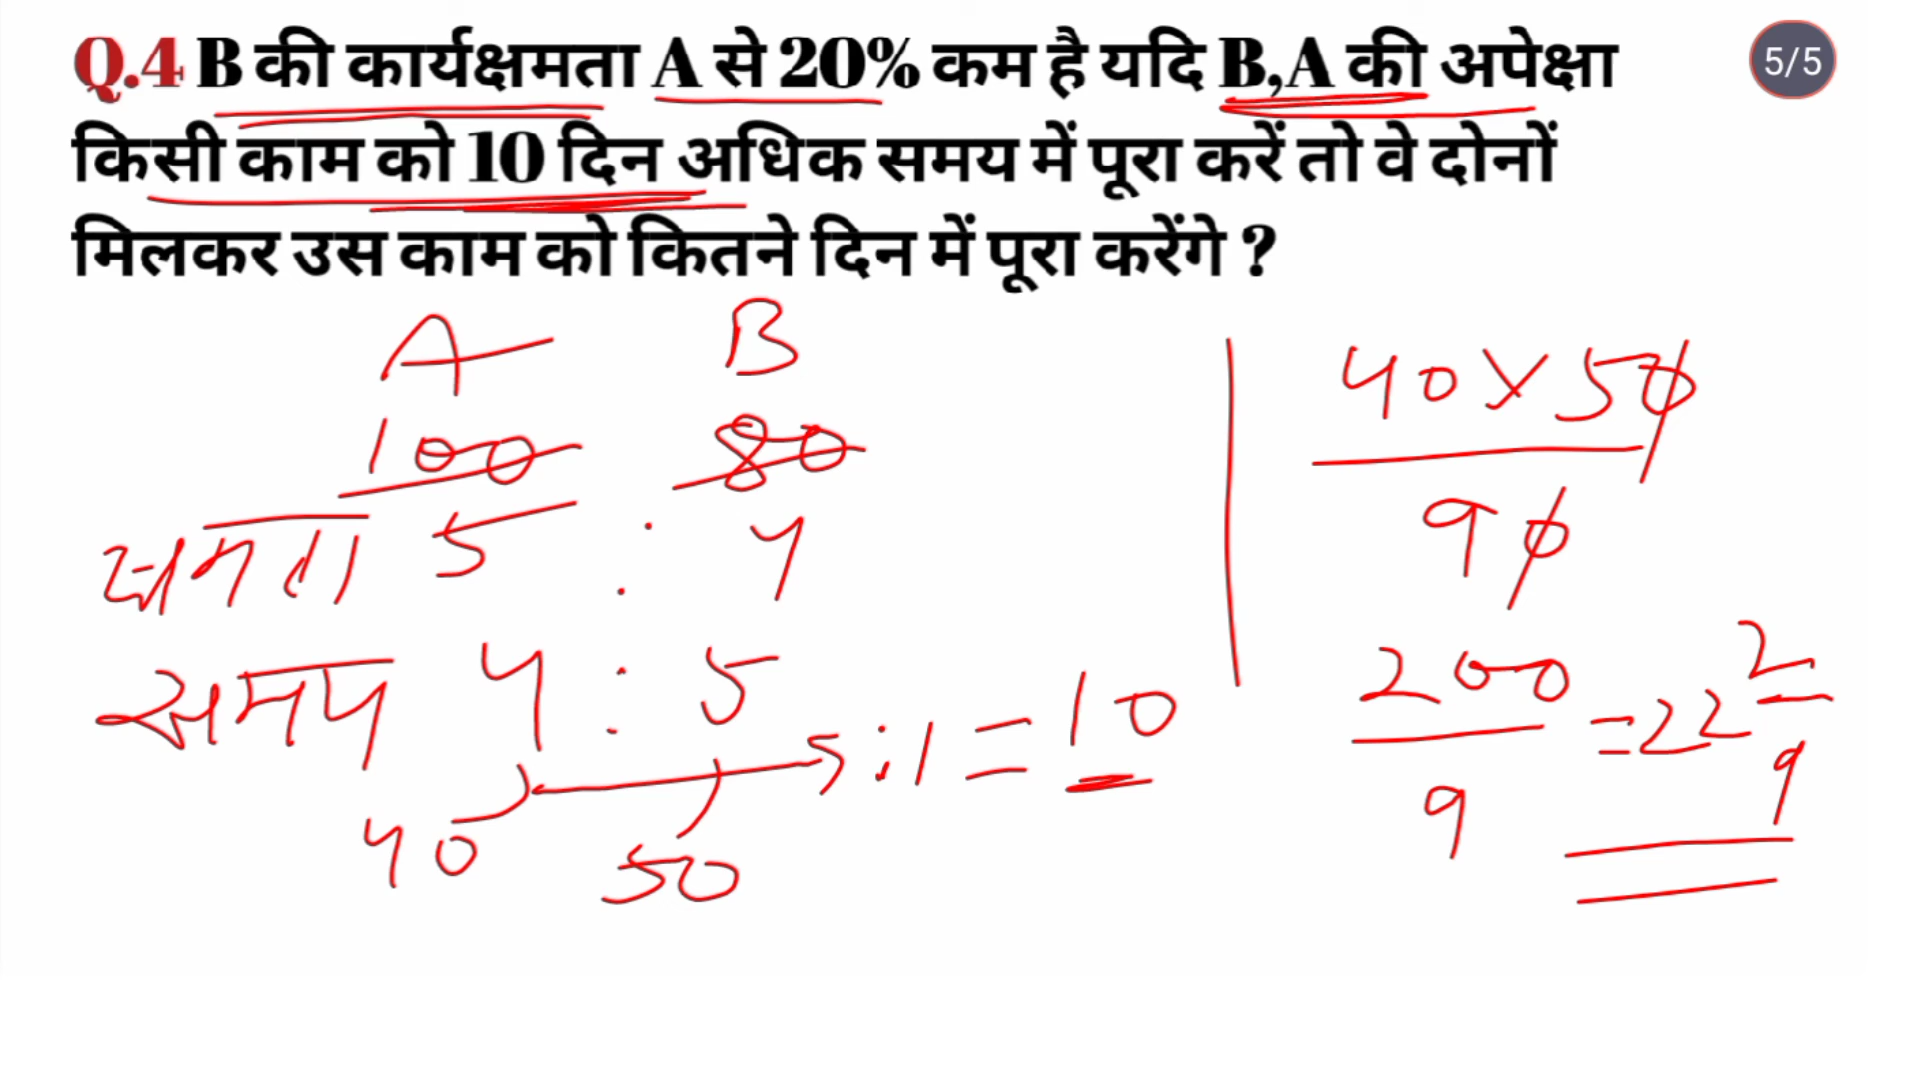 Q.4 B की कार्यक्षमता A से 20% कम है यदि B,A की अपेक्षा
किसी काम को 10 दिन अधिक समय में पूरा करें तो वे दोनों
मिलकर उस काम को कितने दिन में पूरा करेंगे ?
5/5
A B
100 80
क्षमता 5 : 4
समय 4 : 5
5 : 1 = 10
40 50
40 × 50
90
200 = 22 2
9 9